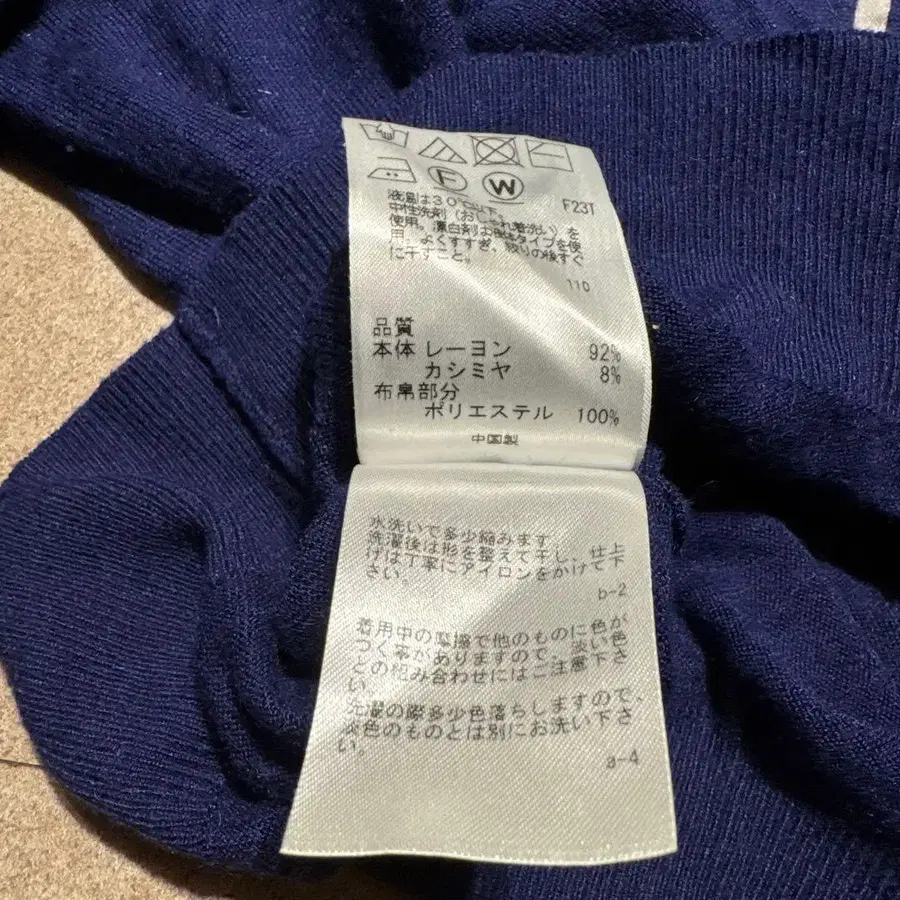 F
W
F23T
液温は30℃以下。
中性洗剤（おしゃれ着洗い）を
使用。漂白剤は
タイプを使
用。よくすすぎ、絞りの後すぐ
に干すこと。
110
品質
本体 レーヨン 92%
カシミヤ 8%
布帛部分
ポリエステル 100%
中国製
水洗いで多少縮みます。
洗濯後は形を整えて干し、仕上
げは丁寧にアイロンをかけて下
さい。
b-2
着用中の摩擦で他のものに色が
つく事がありますので、淡い色
との組み合わせにはご注意下さ
い。
洗濯の際多少色落ちしますので、
淡色のものとは別にお洗い下さ
い。
a-4